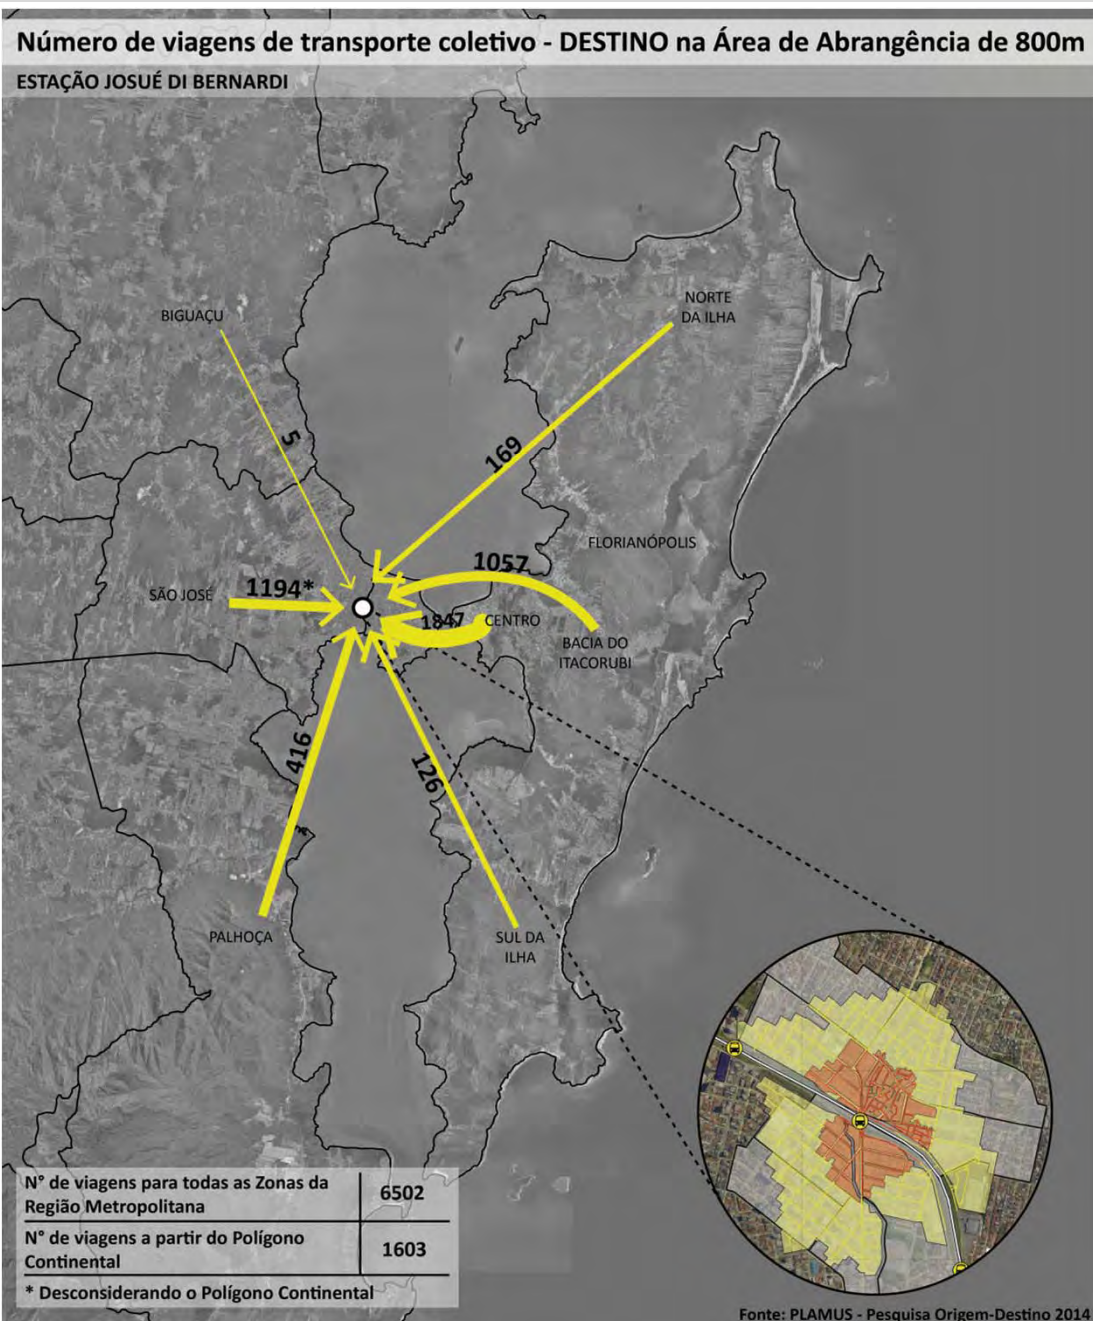 Número de viagens de transporte coletivo - DESTINO na Área de Abrangência de 800m
ESTAÇÃO JOSUÉ DI BERNARDI
NORTE
DA ILHA
BIGUAÇU
5
169
FLORIANÓPOLIS
1057
SÃO JOSÉ
1194*
1847
CENTRO
BACIA DO
ITACORUBI
416
126
PALHOÇA
SUL DA
ILHA
N° de viagens para todas as Zonas da
Região Metropolitana
6502
N° de viagens a partir do Polígono
Continental
1603
* Desconsiderando o Polígono Continental
Fonte: PLAMUS - Pesquisa Origem-Destino 2014